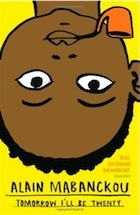 ALAIN MABANCKOU
TOMORROW I'LL BE TWENTY